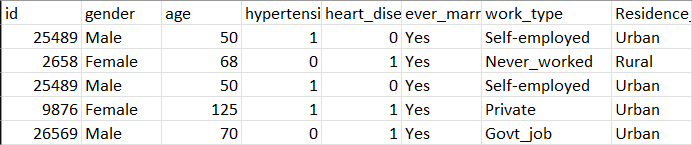 id gender age hypertensi heart_dise ever_marr work_type Residence_
25489 Male 50 1 0 Yes Self-employed Urban
2658 Female 68 0 1 Yes Never_worked Rural
25489 Male 50 1 0 Yes Self-employed Urban
9876 Female 125 1 1 Yes Private Urban
26569 Male 70 0 1 Yes Govt_job Urban